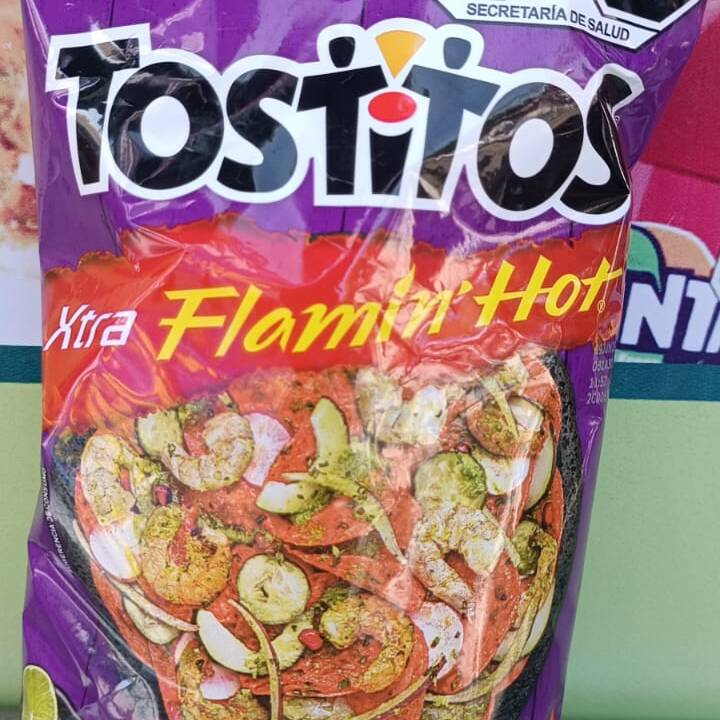 SECRETARÍA DE SALUD
TOSTiTOS
Xtra Flamin' Hot®